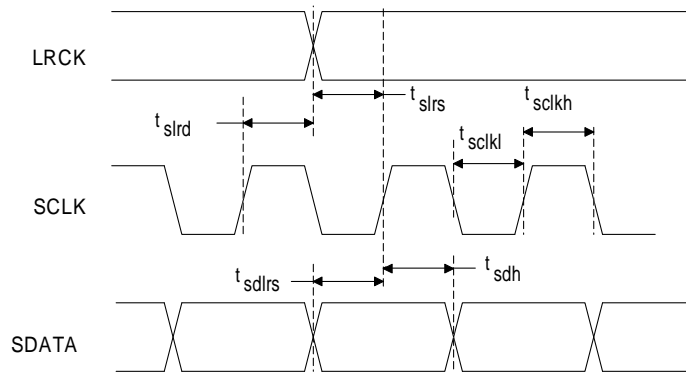 LRCK
t slrs
t sclkh
t slrd
t sclkl
SCLK
t sdlrs
t sdh
SDATA